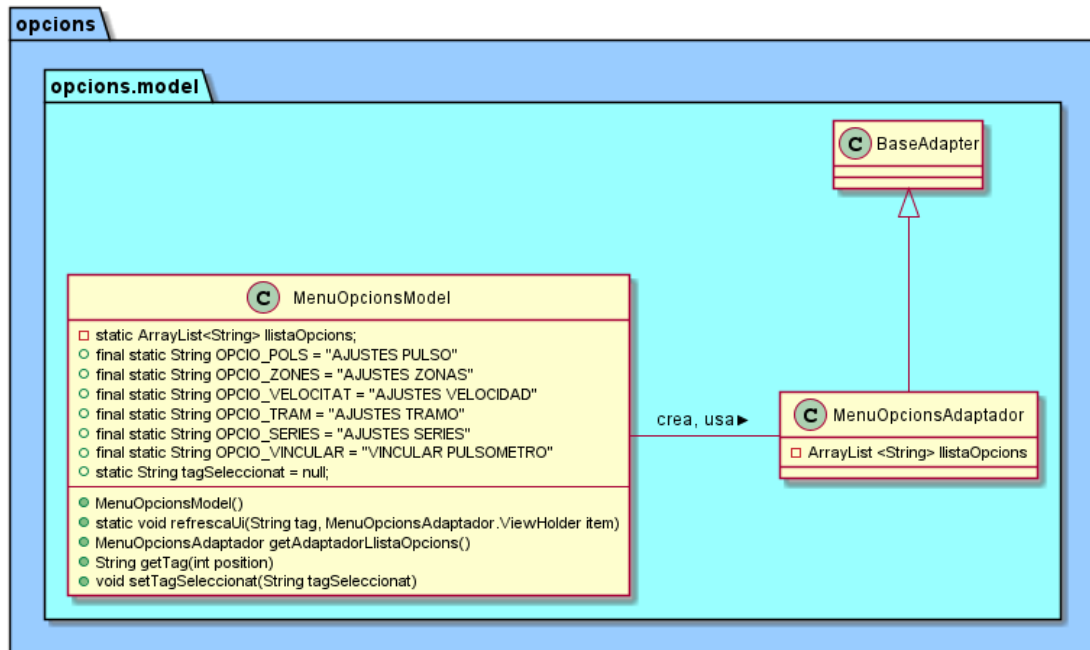 opcions
opcions.model
C BaseAdapter
C MenuOpcionsModel
static ArrayList<String> llistaOpcions;
final static String OPCIO_POLS = "AJUSTES PULSO"
final static String OPCIO_ZONES = "AJUSTES ZONAS"
final static String OPCIO_VELOCITAT = "AJUSTES VELOCIDAD"
final static String OPCIO_TRAM = "AJUSTES TRAMO"
final static String OPCIO_SERIES = "AJUSTES SERIES"
final static String OPCIO_VINCULAR = "VINCULAR PULSOMETRO"
static String tagSeleccionat = null;
MenuOpcionsModel()
static void refrescaUi(String tag, MenuOpcionsAdaptador.ViewHolder item)
MenuOpcionsAdaptador getAdaptadorLlistaOpcions()
String getTag(int position)
void setTagSeleccionat(String tagSeleccionat)
crea, usa►
C MenuOpcionsAdaptador
ArrayList <String> llistaOpcions